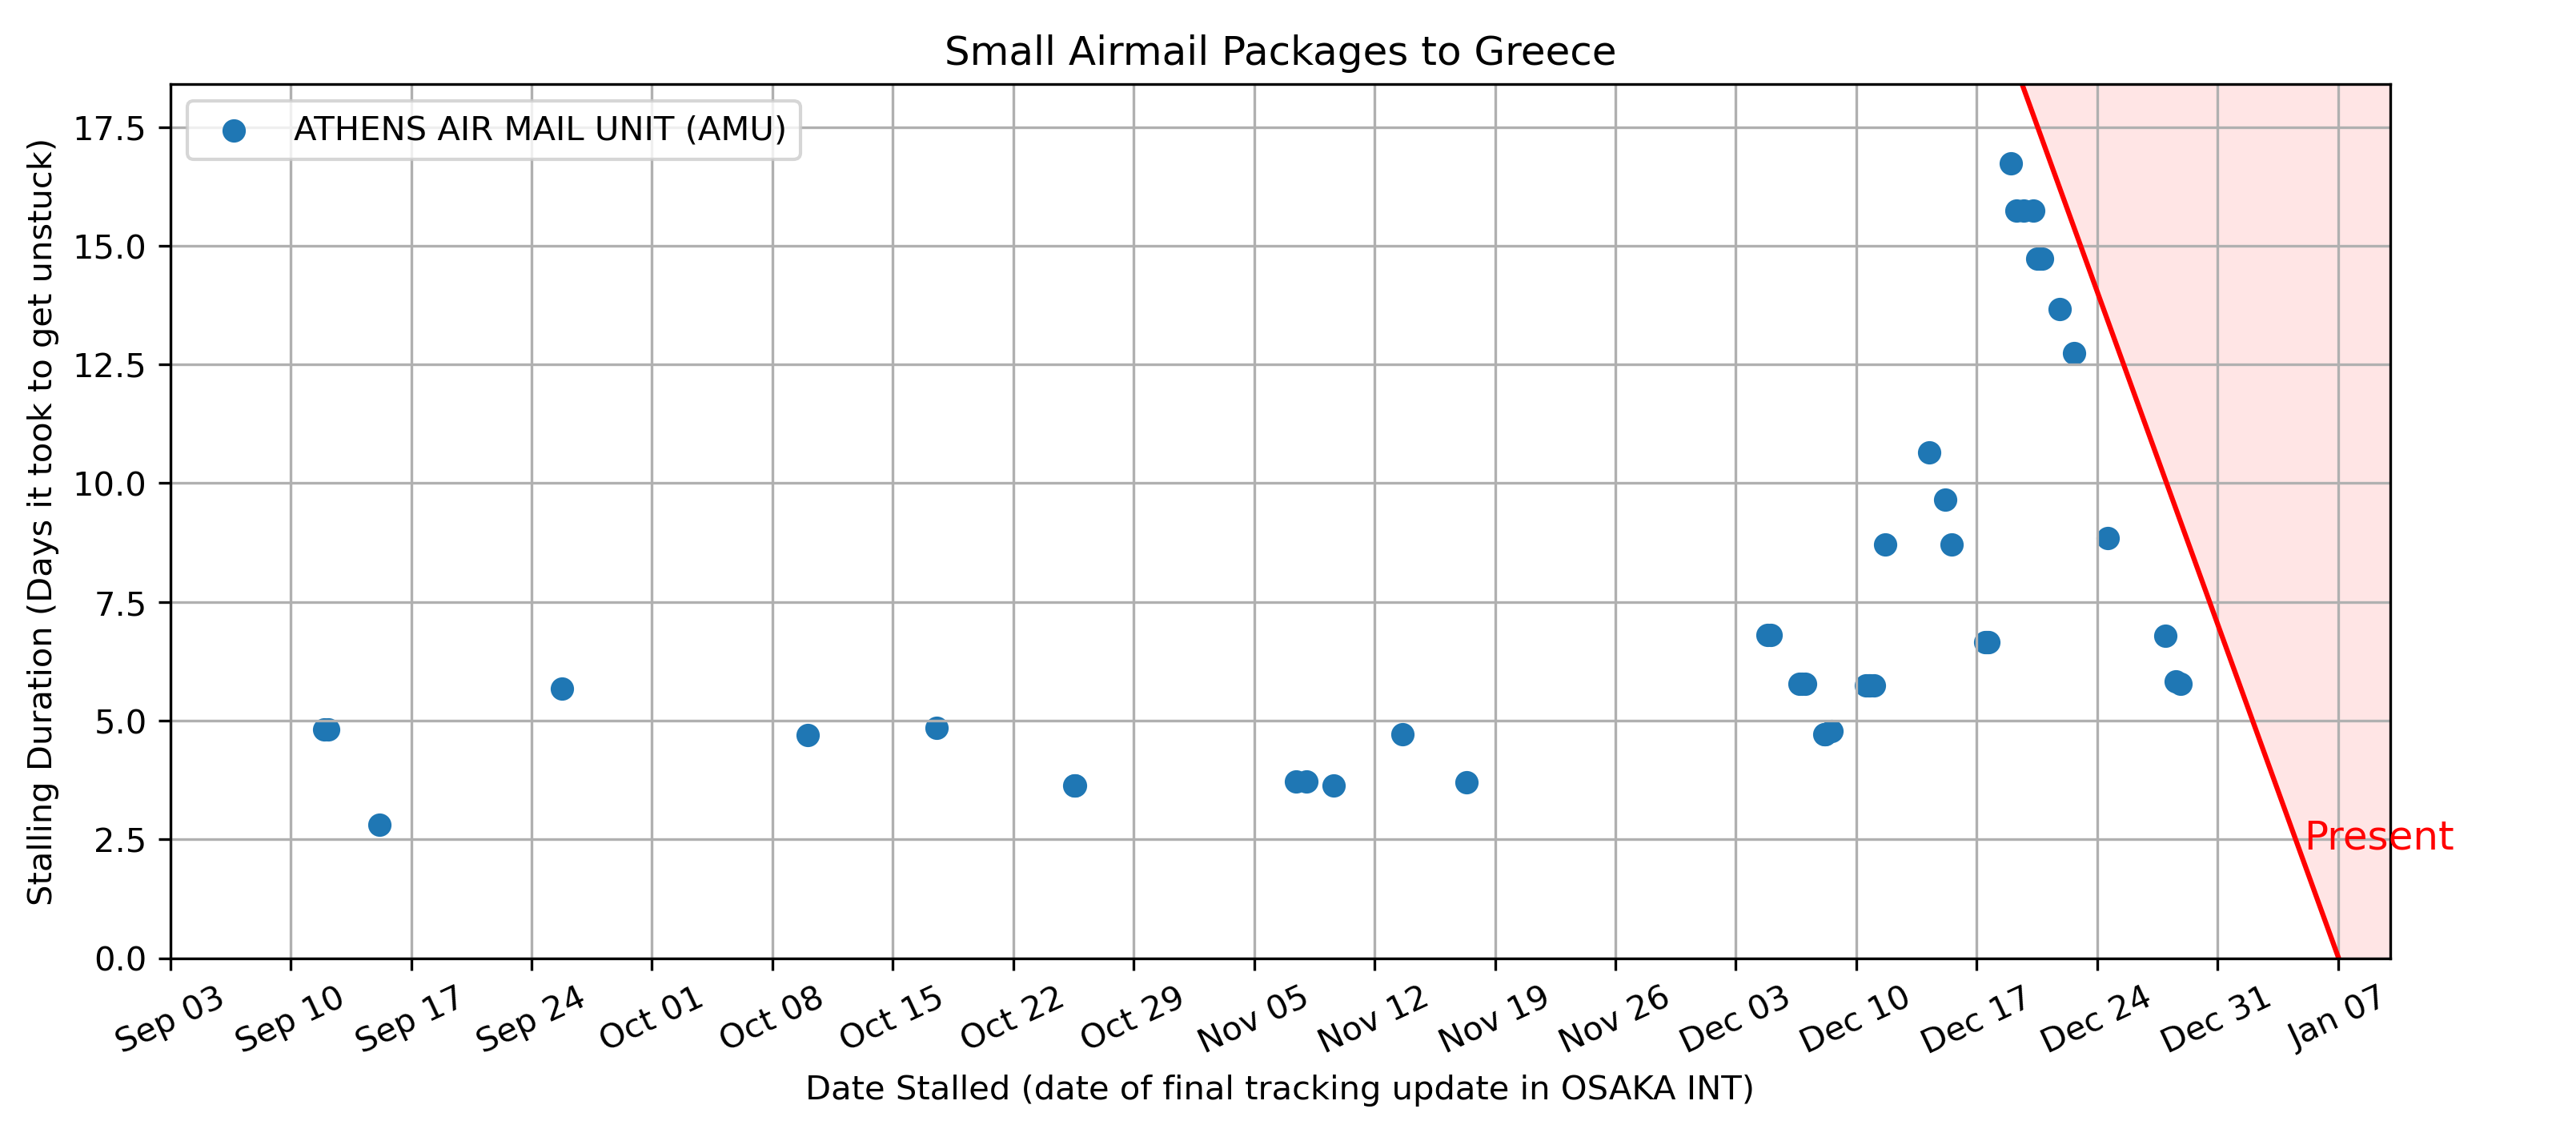 Small Airmail Packages to Greece
ATHENS AIR MAIL UNIT (AMU)
Stalling Duration (Days it took to get unstuck)
17.5
15.0
12.5
10.0
7.5
5.0
2.5
0.0
Present
Sep 03 Sep 10 Sep 17 Sep 24 Oct 01 Oct 08 Oct 15 Oct 22 Oct 29 Nov 05 Nov 12 Nov 19 Nov 26 Dec 03 Dec 10 Dec 17 Dec 24 Dec 31 Jan 07
Date Stalled (date of final tracking update in OSAKA INT)